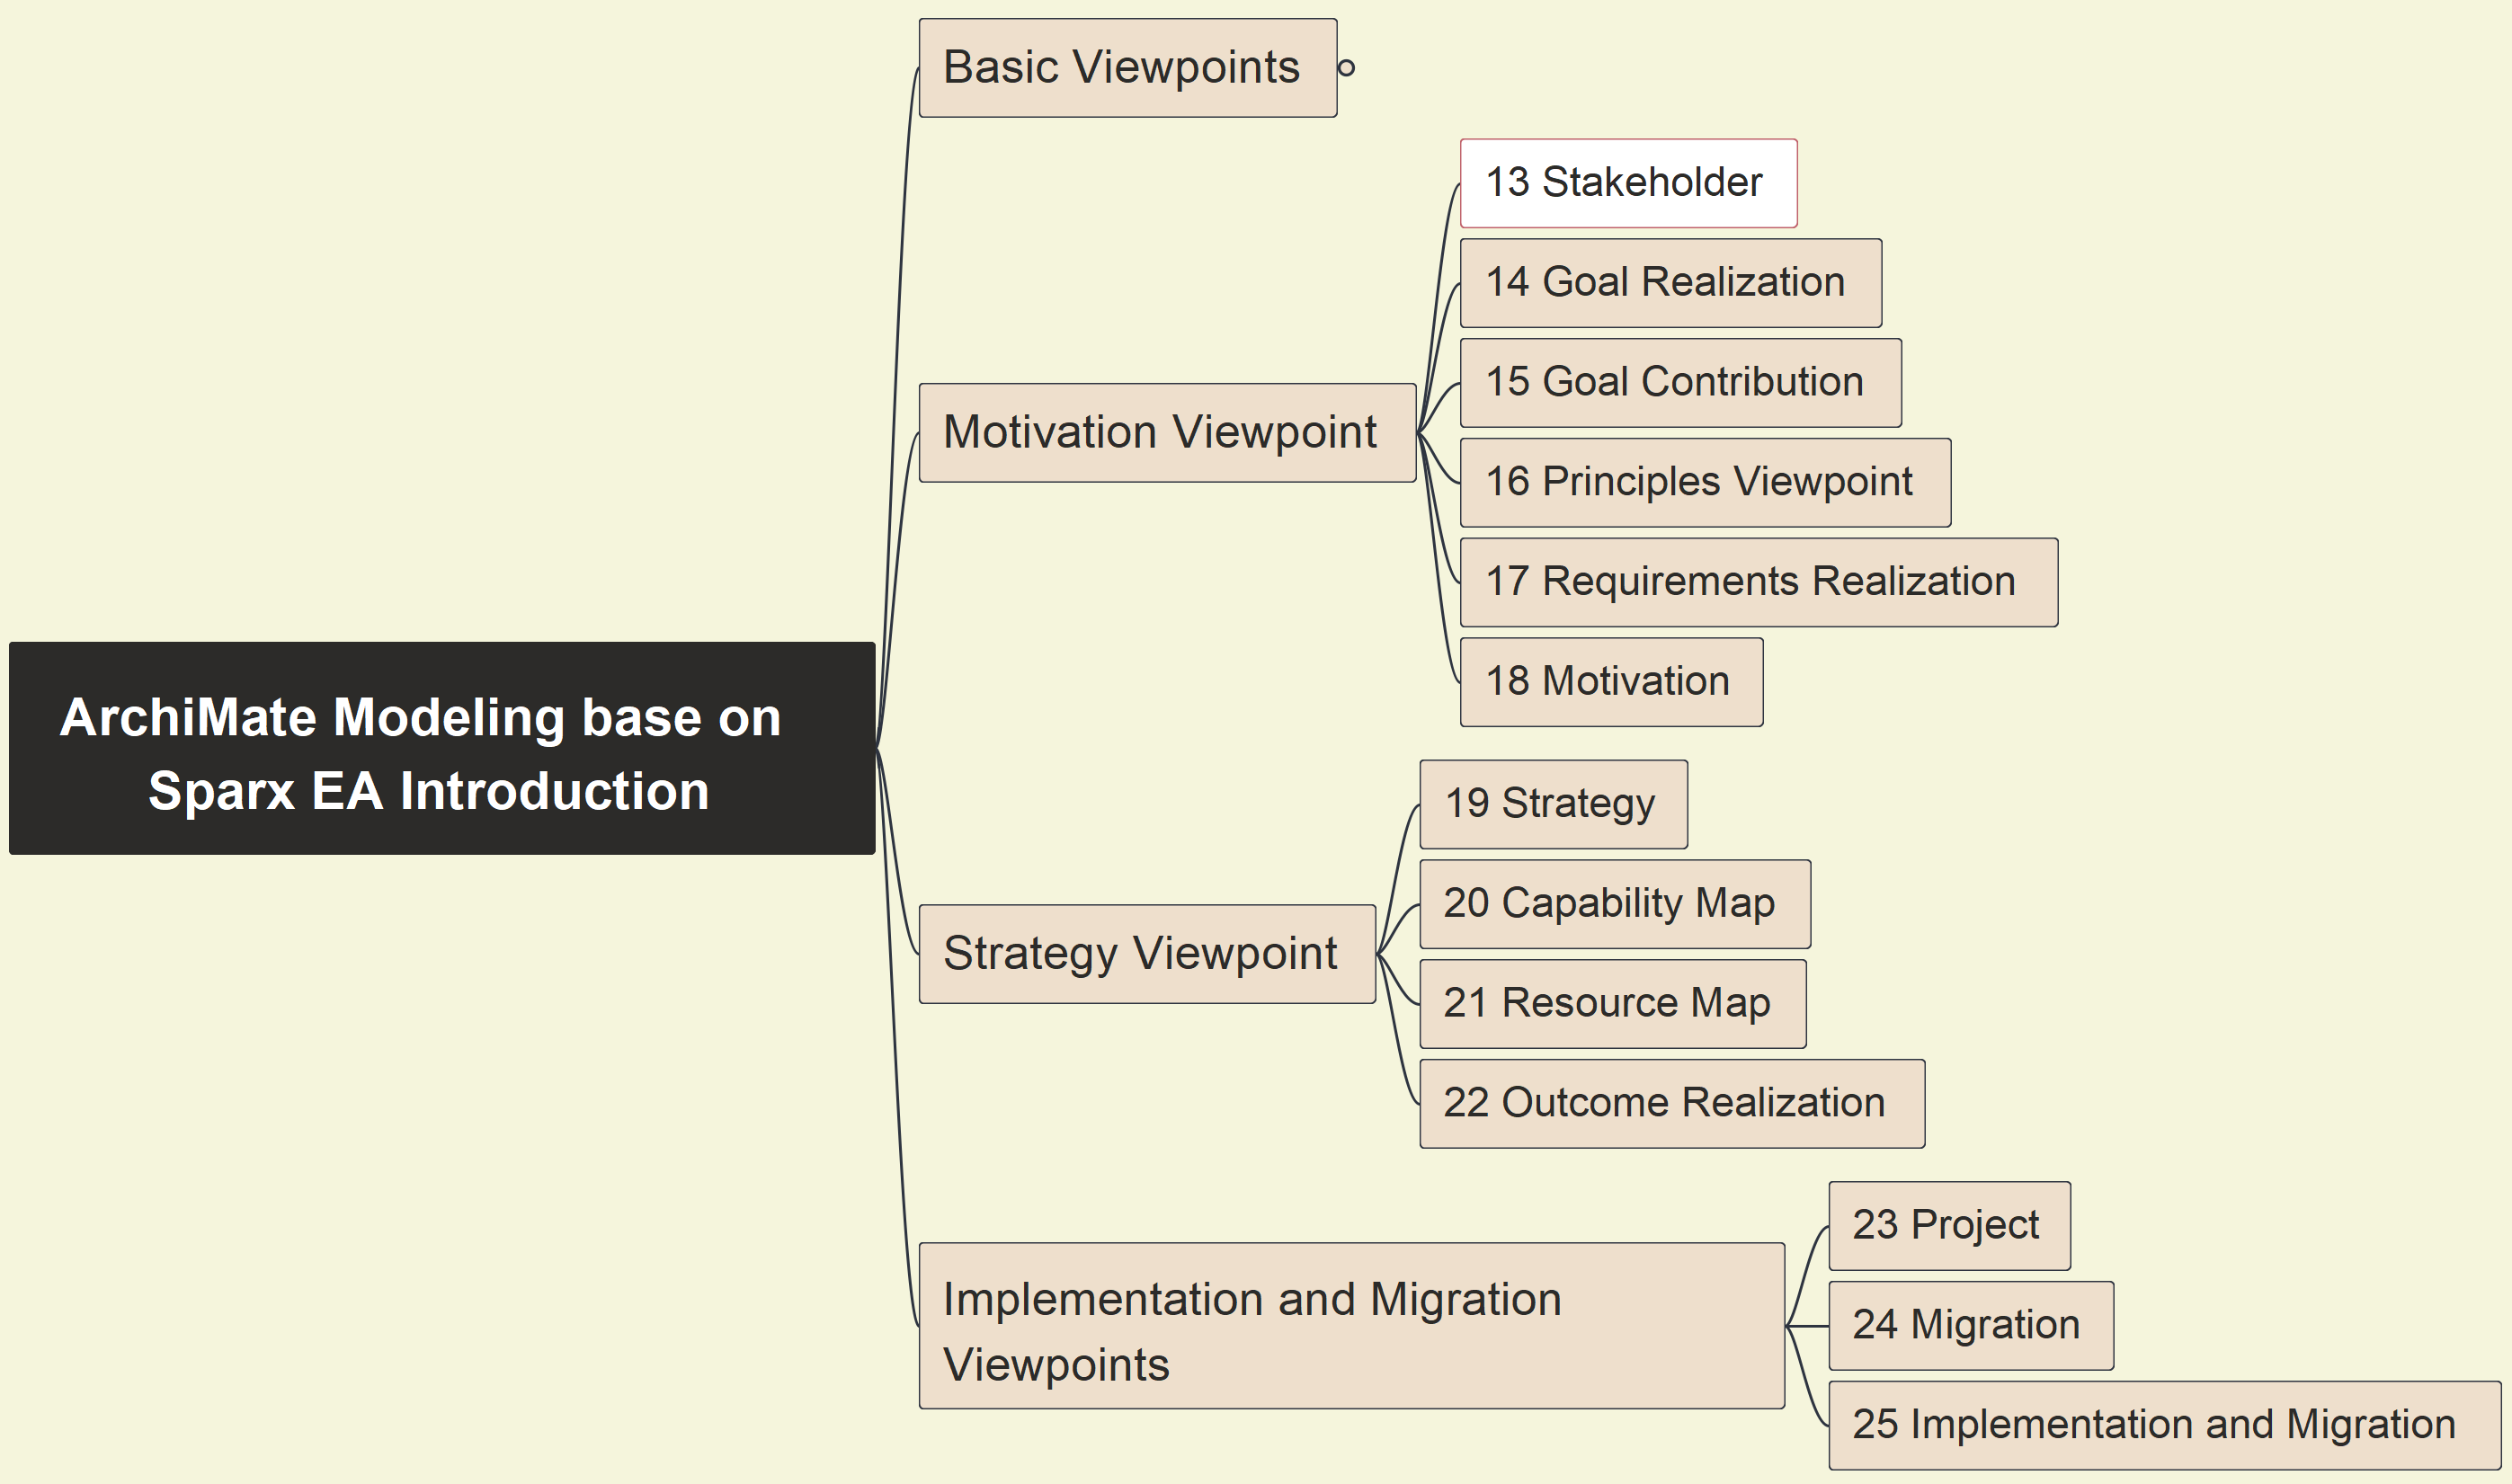 Basic Viewpoints
13 Stakeholder
14 Goal Realization
15 Goal Contribution
Motivation Viewpoint
16 Principles Viewpoint
17 Requirements Realization
18 Motivation
ArchiMate Modeling base on
Sparx EA Introduction
19 Strategy
20 Capability Map
Strategy Viewpoint
21 Resource Map
22 Outcome Realization
23 Project
Implementation and Migration
Viewpoints
24 Migration
25 Implementation and Migration